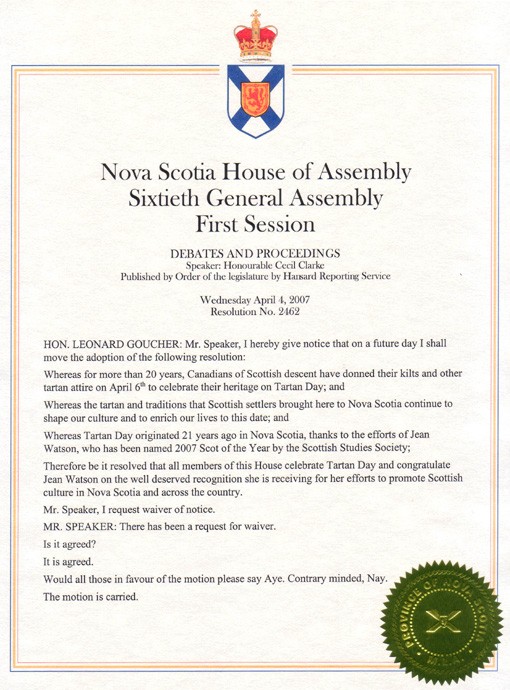 Nova Scotia House of Assembly
Sixtieth General Assembly
First Session
DEBATES AND PROCEEDINGS
Speaker: Honourable Cecil Clarke
Published by Order of the legislature by Hansard Reporting Service
Wednesday April 4, 2007
Resolution No. 2462
HON. LEONARD GOUCHER: Mr. Speaker, I hereby give notice that on a future day I shall
move the adoption of the following resolution:
Whereas for more than 20 years, Canadians of Scottish descent have donned their kilts and other
tartan attire on April 6th to celebrate their heritage on Tartan Day; and
Whereas the tartan and traditions that Scottish settlers brought here to Nova Scotia continue to
shape our culture and to enrich our lives to this date; and
Whereas Tartan Day originated 21 years ago in Nova Scotia, thanks to the efforts of Jean
Watson, who has been named 2007 Scot of the Year by the Scottish Studies Society;
Therefore be it resolved that all members of this House celebrate Tartan Day and congratulate
Jean Watson on the well deserved recognition she is receiving for her efforts to promote Scottish
culture in Nova Scotia and across the country.
Mr. Speaker, I request waiver of notice.
MR. SPEAKER: There has been a request for waiver.
Is it agreed?
It is agreed.
Would all those in favour of the motion please say Aye. Contrary minded, Nay.
The motion is carried.
PROVINCE OF NOVA SCOTIA
M.L.A.